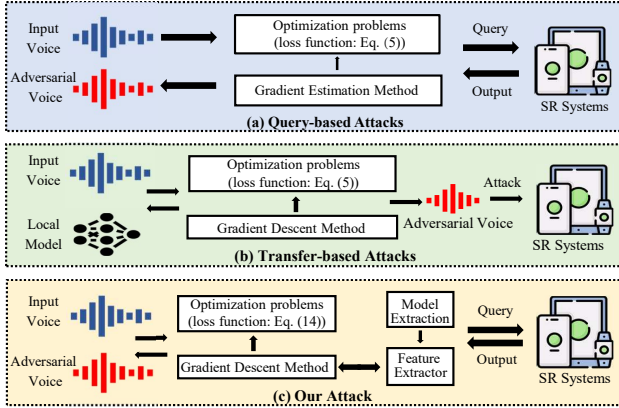 Input
Voice
Adversarial
Voice
Optimization problems
(loss function: Eq. (5))
Gradient Estimation Method
Query
Output
SR Systems
(a) Query-based Attacks
Input
Voice
Local
Model
Optimization problems
(loss function: Eq. (5))
Gradient Descent Method
Adversarial Voice
Attack
SR Systems
(b) Transfer-based Attacks
Input
Voice
Adversarial
Voice
Optimization problems
(loss function: Eq. (14))
Gradient Descent Method
Model
Extraction
Feature
Extractor
Query
Output
SR Systems
(c) Our Attack